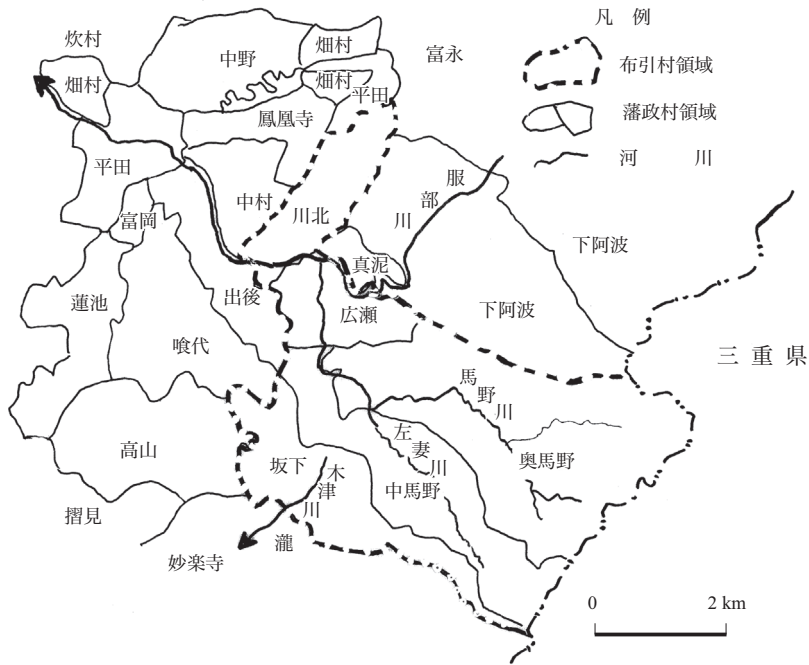 凡 例
布引村領域
藩政村領域
河 川
炊村
畑村
中野
畑村
畑村
平田
富永
鳳凰寺
平田
中村
川北
服部川
富岡
真泥
下阿波
蓮池
出後
広瀬
下阿波
喰代
三重県
馬野川
高山
左妻川
奥馬野
坂下
木津川
中馬野
摺見
瀧
妙楽寺
0 2 km